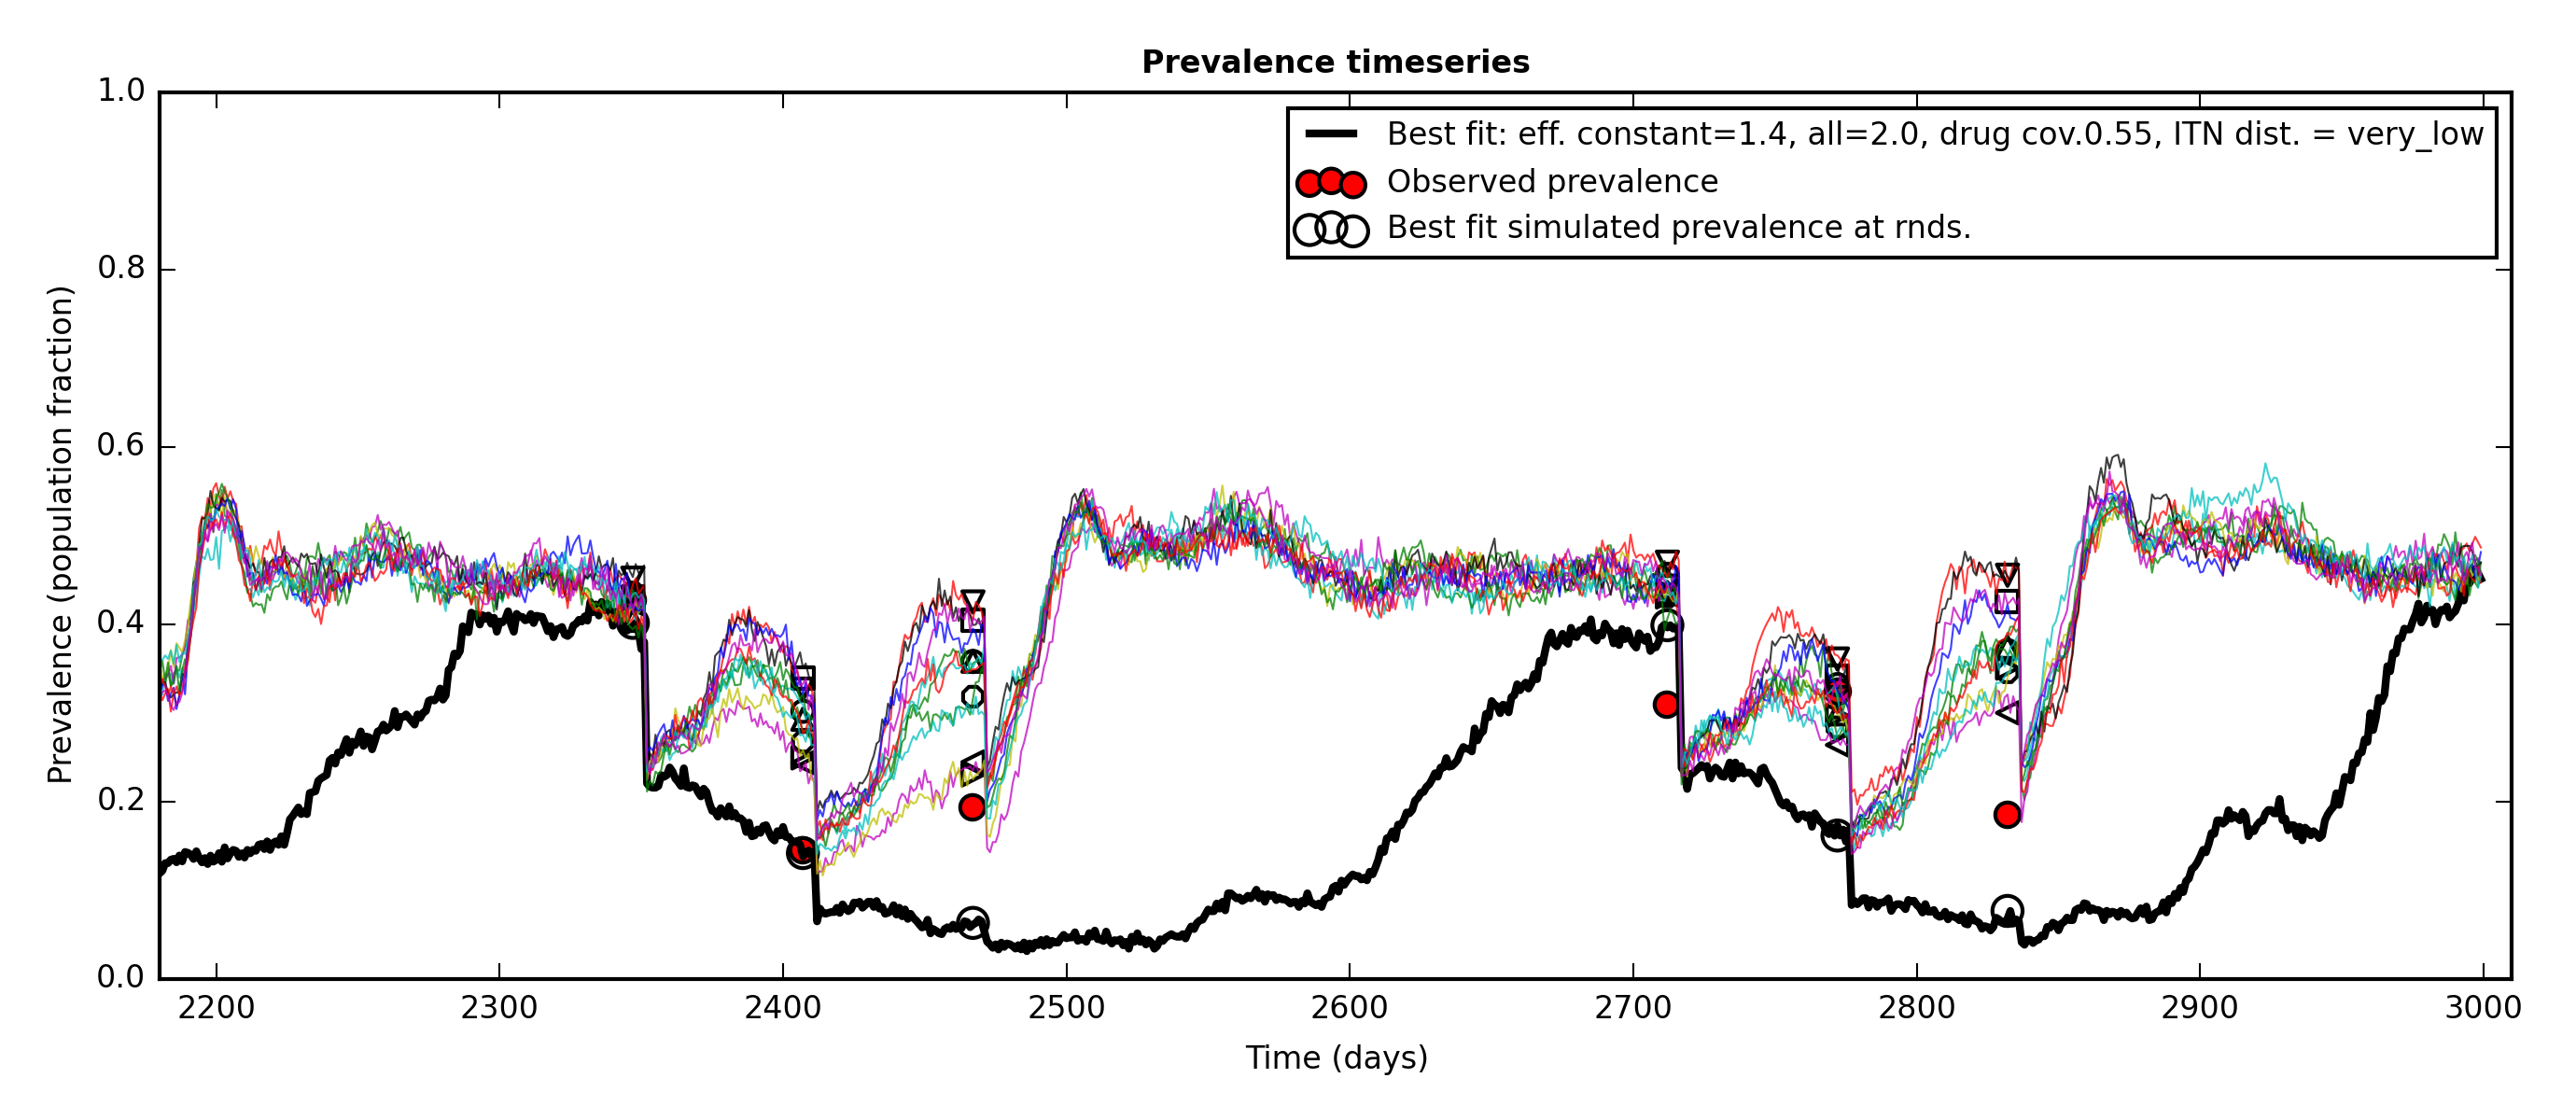 Prevalence timeseries
1.0
0.8
0.6
0.4
0.2
0.0
Prevalence (population fraction)
Best fit: eff. constant=1.4, all=2.0, drug cov.0.55, ITN dist. = very_low
Observed prevalence
Best fit simulated prevalence at rnds.
2200 2300 2400 2500 2600 2700 2800 2900 3000
Time (days)